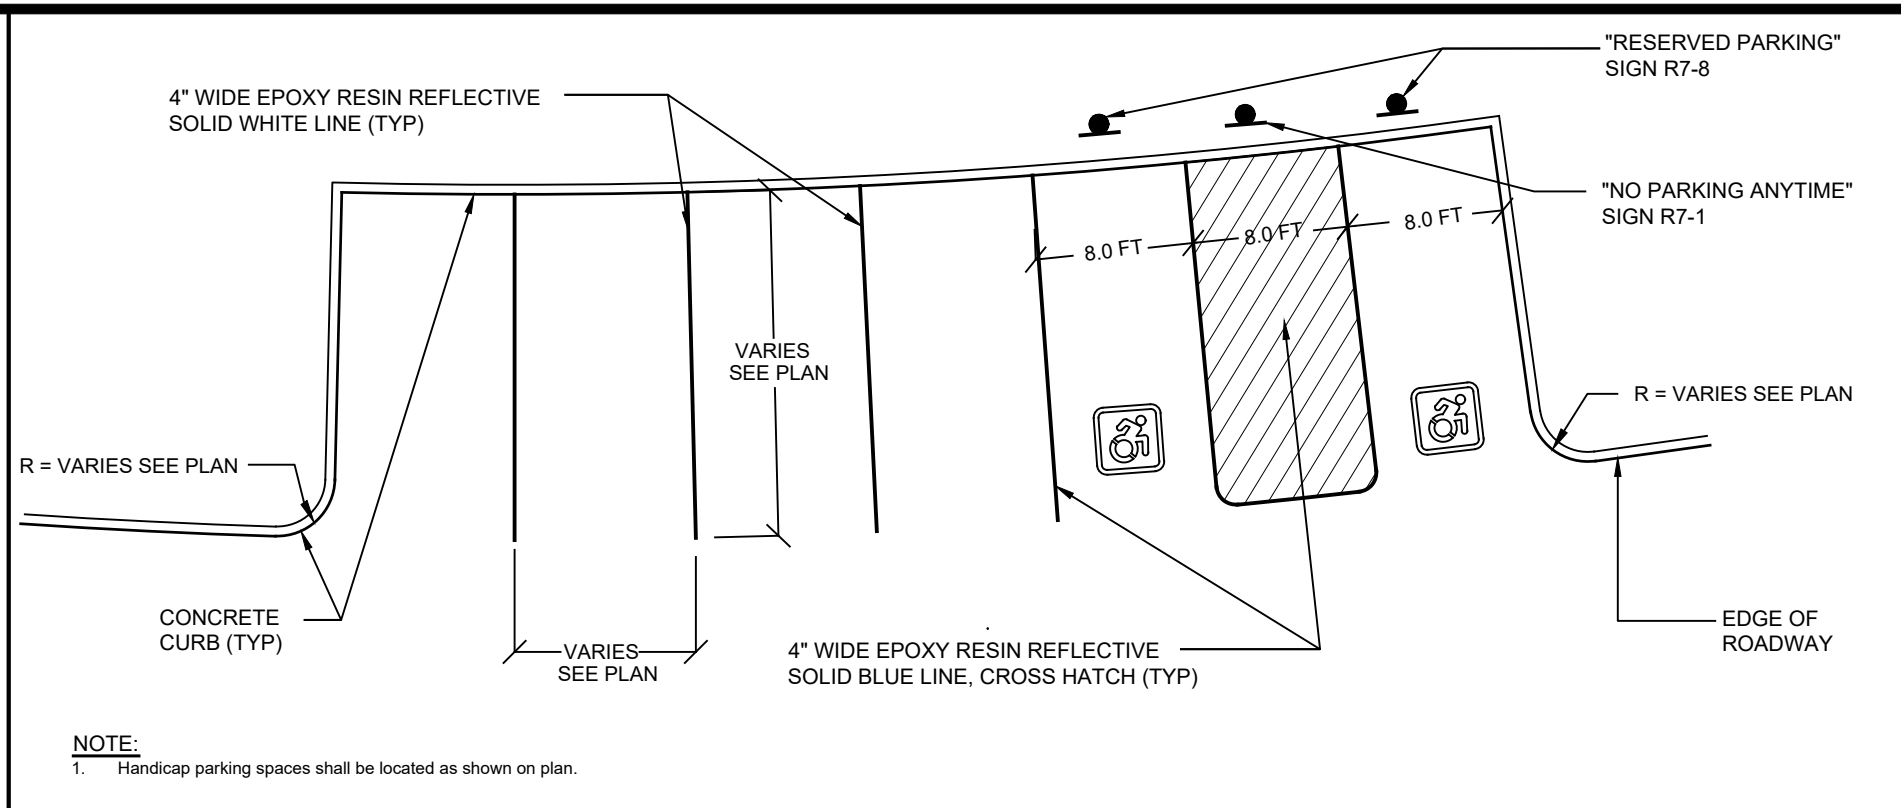 "RESERVED PARKING"
SIGN R7-8
4" WIDE EPOXY RESIN REFLECTIVE
SOLID WHITE LINE (TYP)
"NO PARKING ANYTIME"
SIGN R7-1
8.0 FT
8.0 FT
8.0 FT
VARIES
SEE PLAN
R = VARIES SEE PLAN
R = VARIES SEE PLAN
CONCRETE
CURB (TYP)
VARIES
SEE PLAN
4" WIDE EPOXY RESIN REFLECTIVE
SOLID BLUE LINE, CROSS HATCH (TYP)
EDGE OF
ROADWAY
NOTE:
1. Handicap parking spaces shall be located as shown on plan.